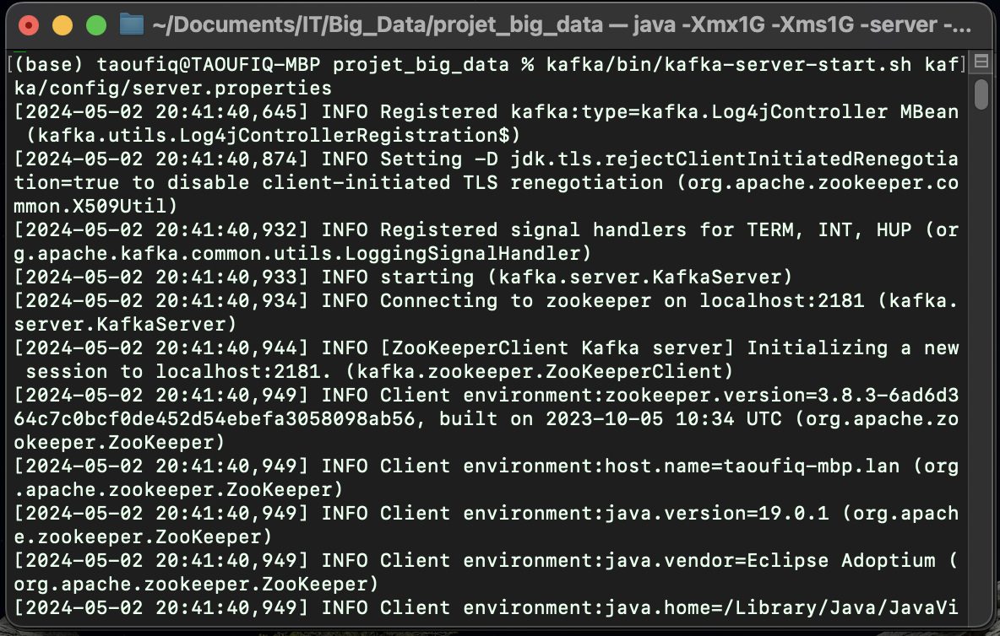 ~/Documents/IT/Big_Data/projet_big_data — java -Xmx1G -Xms1G -server -...
[(base) taoufiq@TAOUFIQ-MBP projet_big_data % kafka/bin/kafka-server-start.sh kaf]
ka/config/server.properties
[2024-05-02 20:41:40,645] INFO Registered kafka:type=kafka.Log4jController MBean
 (kafka.utils.Log4jControllerRegistration$)
[2024-05-02 20:41:40,874] INFO Setting -D jdk.tls.rejectClientInitiatedRenegotia
tion=true to disable client-initiated TLS renegotiation (org.apache.zookeeper.co
mmon.X509Util)
[2024-05-02 20:41:40,932] INFO Registered signal handlers for TERM, INT, HUP (or
g.apache.kafka.common.utils.LoggingSignalHandler)
[2024-05-02 20:41:40,933] INFO starting (kafka.server.KafkaServer)
[2024-05-02 20:41:40,934] INFO Connecting to zookeeper on localhost:2181 (kafka.
server.KafkaServer)
[2024-05-02 20:41:40,944] INFO [ZooKeeperClient Kafka server] Initializing a new
 session to localhost:2181. (kafka.zookeeper.ZooKeeperClient)
[2024-05-02 20:41:40,949] INFO Client environment:zookeeper.version=3.8.3-6ad6d3
64c7c0bcf0de452d54ebefa3058098ab56, built on 2023-10-05 10:34 UTC (org.apache.zo
okeeper.ZooKeeper)
[2024-05-02 20:41:40,949] INFO Client environment:host.name=taoufiq-mbp.lan (org
.apache.zookeeper.ZooKeeper)
[2024-05-02 20:41:40,949] INFO Client environment:java.version=19.0.1 (org.apach
e.zookeeper.ZooKeeper)
[2024-05-02 20:41:40,949] INFO Client environment:java.vendor=Eclipse Adoptium (
org.apache.zookeeper.ZooKeeper)
[2024-05-02 20:41:40,949] INFO Client environment:java.home=/Library/Java/JavaVi